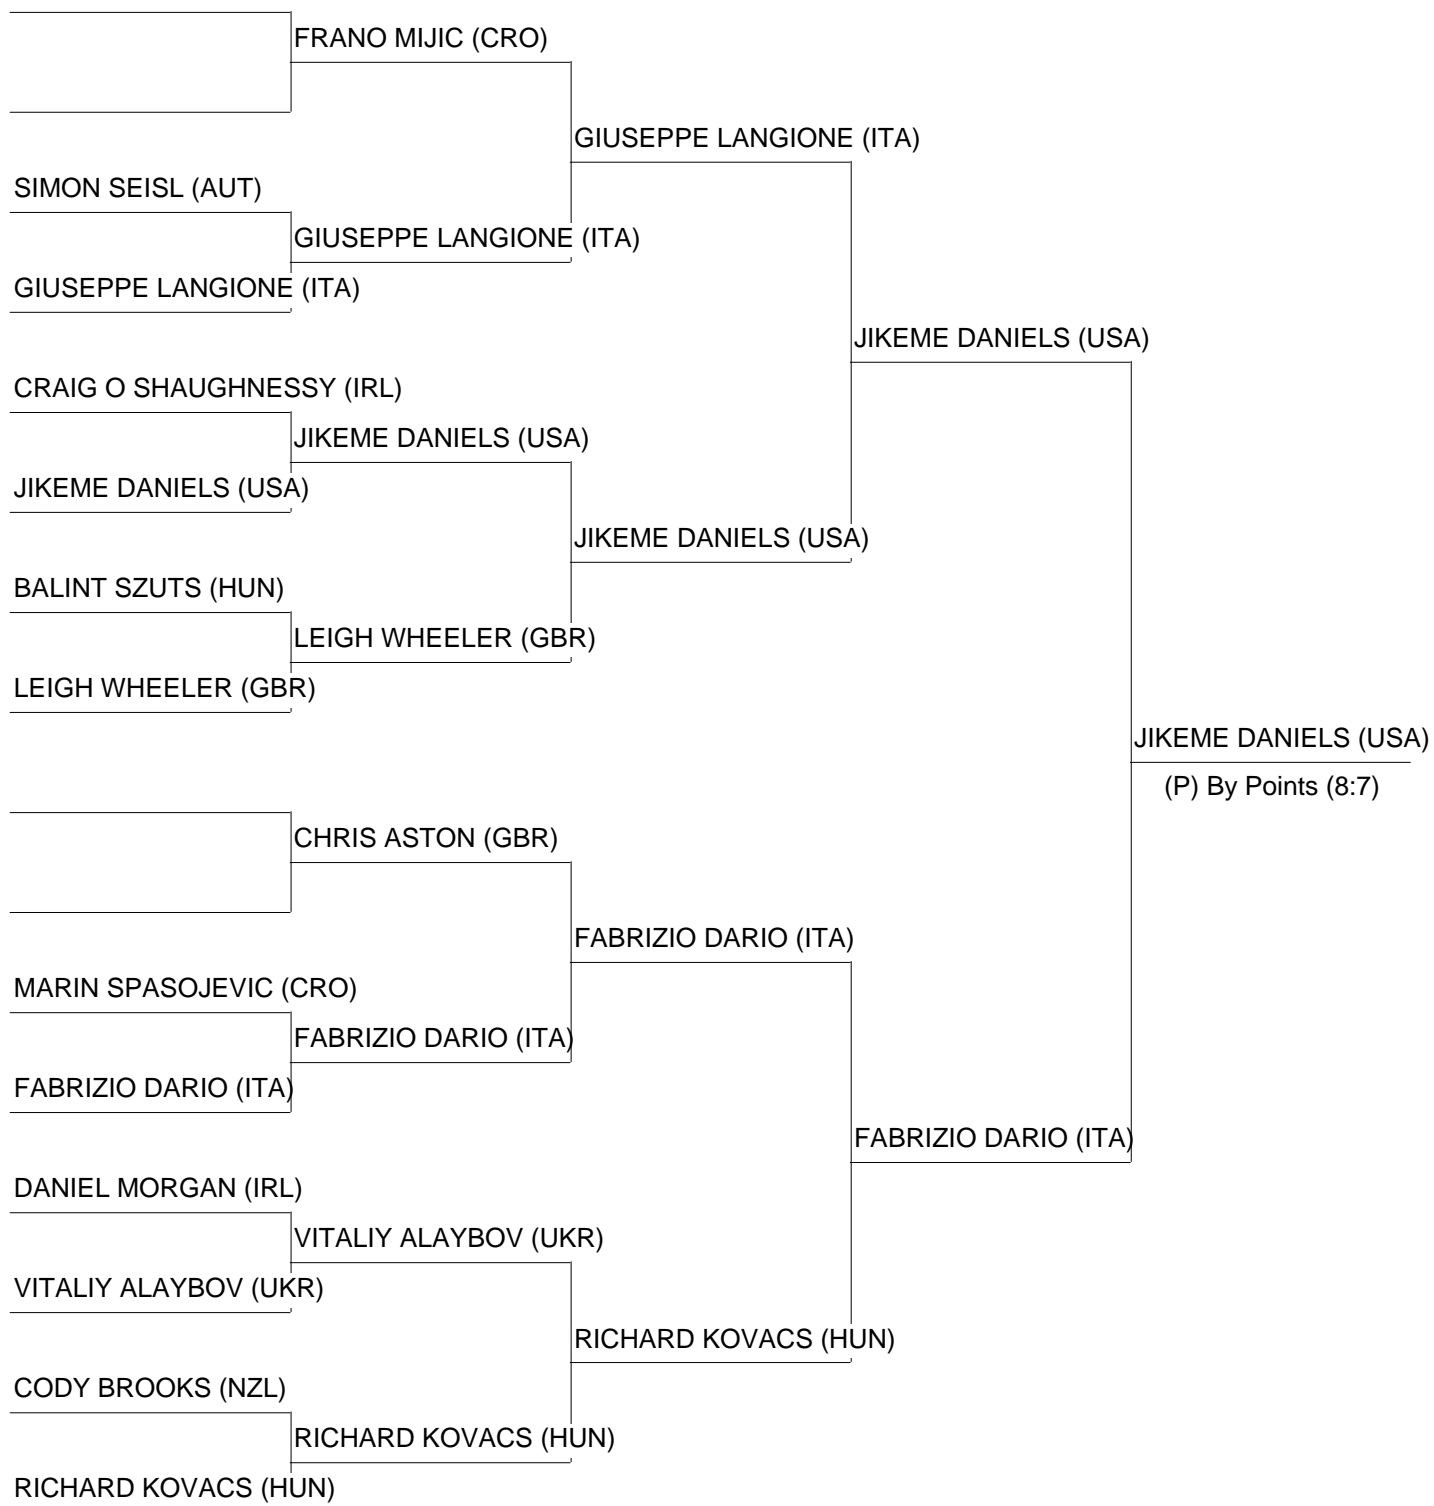 FRANO MIJIC (CRO)
GIUSEPPE LANGIONE (ITA)
SIMON SEISL (AUT)
GIUSEPPE LANGIONE (ITA)
GIUSEPPE LANGIONE (ITA)
JIKEME DANIELS (USA)
CRAIG O SHAUGHNESSY (IRL)
JIKEME DANIELS (USA)
JIKEME DANIELS (USA)
JIKEME DANIELS (USA)
BALINT SZUTS (HUN)
LEIGH WHEELER (GBR)
LEIGH WHEELER (GBR)
JIKEME DANIELS (USA)
(P) By Points (8:7)
CHRIS ASTON (GBR)
FABRIZIO DARIO (ITA)
MARIN SPASOJEVIC (CRO)
FABRIZIO DARIO (ITA)
FABRIZIO DARIO (ITA)
FABRIZIO DARIO (ITA)
DANIEL MORGAN (IRL)
VITALIY ALAYBOV (UKR)
VITALIY ALAYBOV (UKR)
RICHARD KOVACS (HUN)
CODY BROOKS (NZL)
RICHARD KOVACS (HUN)
RICHARD KOVACS (HUN)